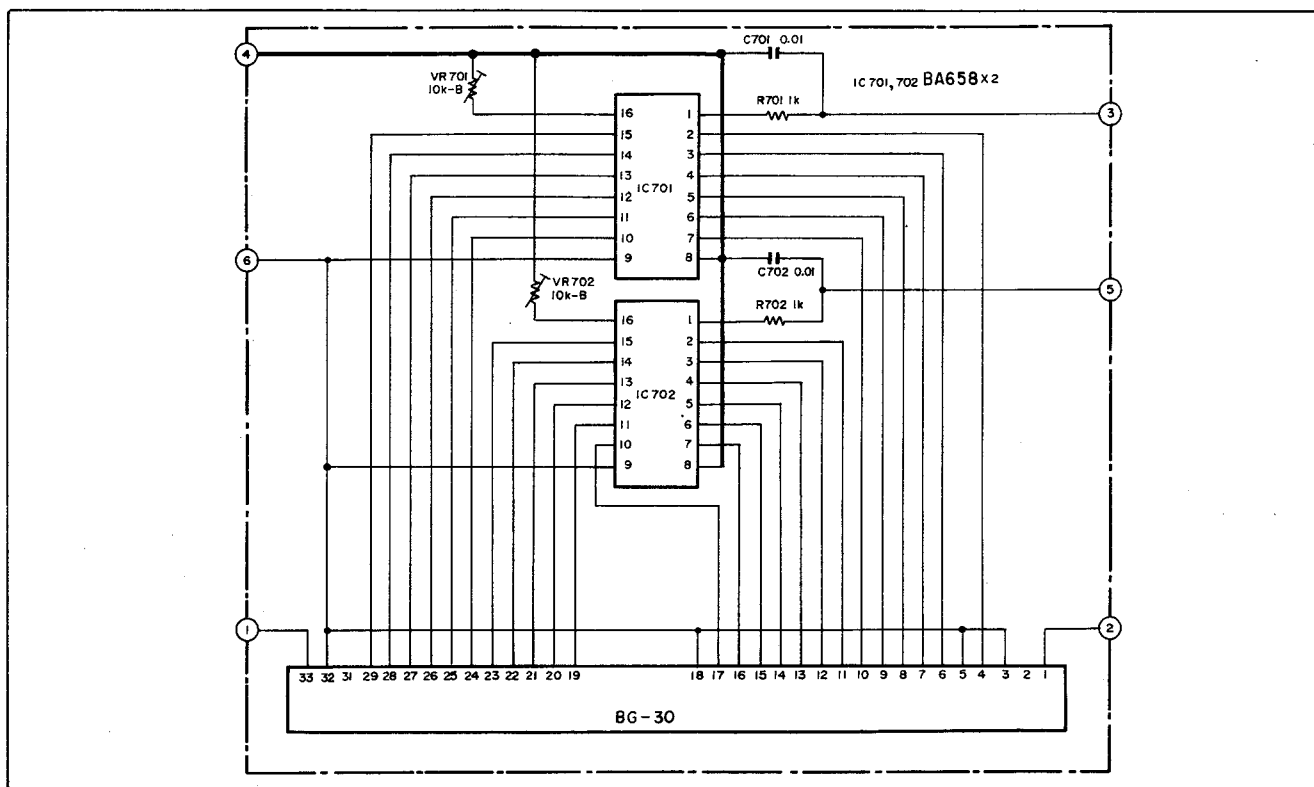 C701 0.01
4
VR701
10k-B
IC701,702 BA658×2
R701 1k
3
16 1
15 2
14 3
13 4
IC701
12 5
11 6
10 7
9 8
6
C702 0.01
VR702
10k-B
5
R702 1k
16 1
15 2
14 3
13 4
IC702
12 5
11 6
10 7
9 8
1
2
33 32 31 29 28 27 26 25 24 23 22 21 20 19 18 17 16 15 14 13 12 11 10 9 8 7 6 5 4 3 2 1
BG-30